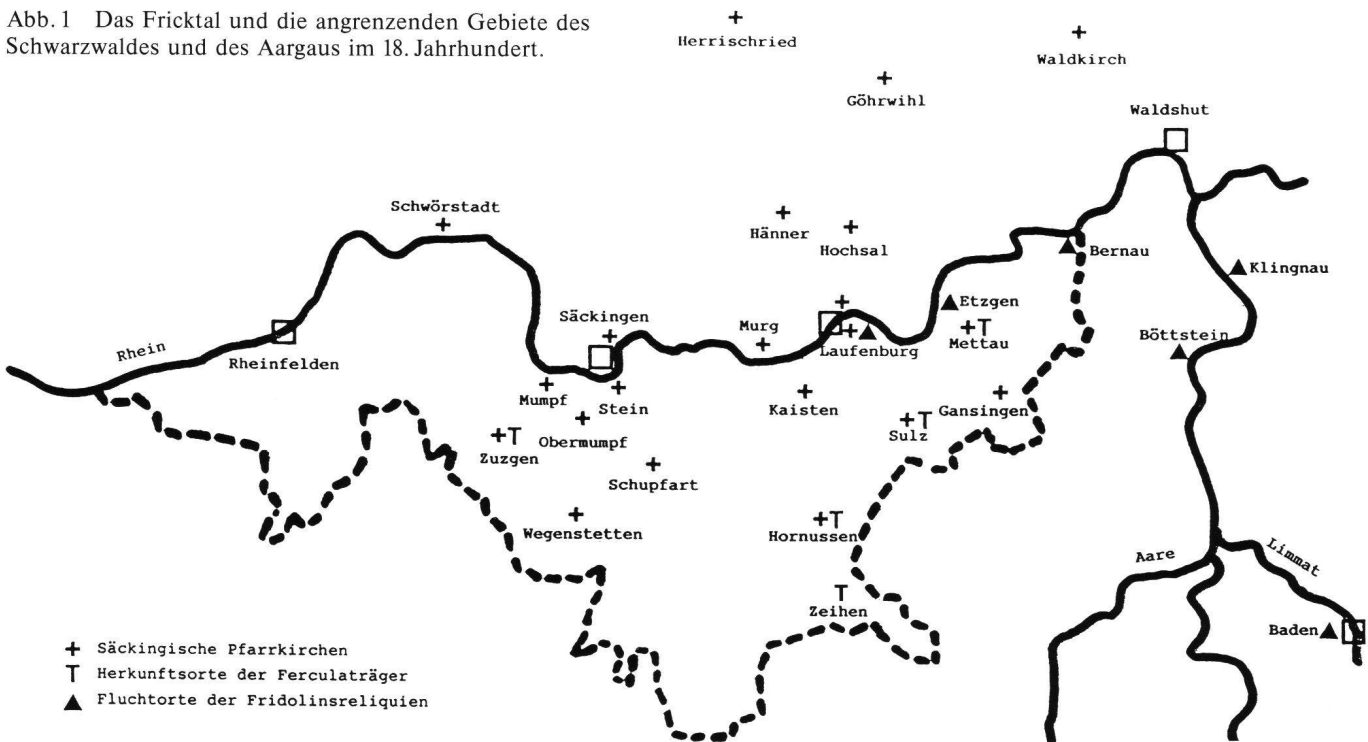 Abb. 1 Das Fricktal und die angrenzenden Gebiete des
Schwarzwaldes und des Aargaus im 18. Jahrhundert.
Herrischried
Waldkirch
Göhrwihl
Waldshut
Schwörstadt
Hänner
Hochsal
Bernau
Klingnau
Etzgen
Säckingen
Murg
Laufenburg
Mettau
Böttstein
Rhein
Rheinfelden
Mumpf
Stein
Kaisten
Gansingen
Obermumpf
Sulz
Zuzgen
Schupfart
Wegenstetten
Hornussen
Aare
Limmat
Zeihen
Baden
+ Säckingische Pfarrkirchen
T Herkunftsorte der Ferculaträger
▲ Fluchtorte der Fridolinsreliquien